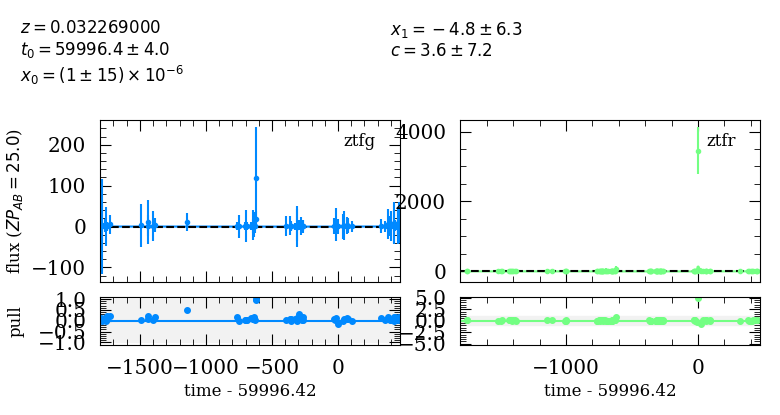 z = 0.032269000
t₀ = 59996.4 ± 4.0
x₀ = (1 ± 15) × 10⁻⁶
x₁ = −4.8 ± 6.3
c = 3.6 ± 7.2
flux (ZP_{AB} = 25.0)
200
100
0
−100
ztfg
4000
2000
0
ztfr
pull
1.0
0.5
0.0
−0.5
−1.0
5.0
2.5
0.0
−2.5
−5.0
−1500 −1000 −500 0
−1000 0
time - 59996.42
time - 59996.42